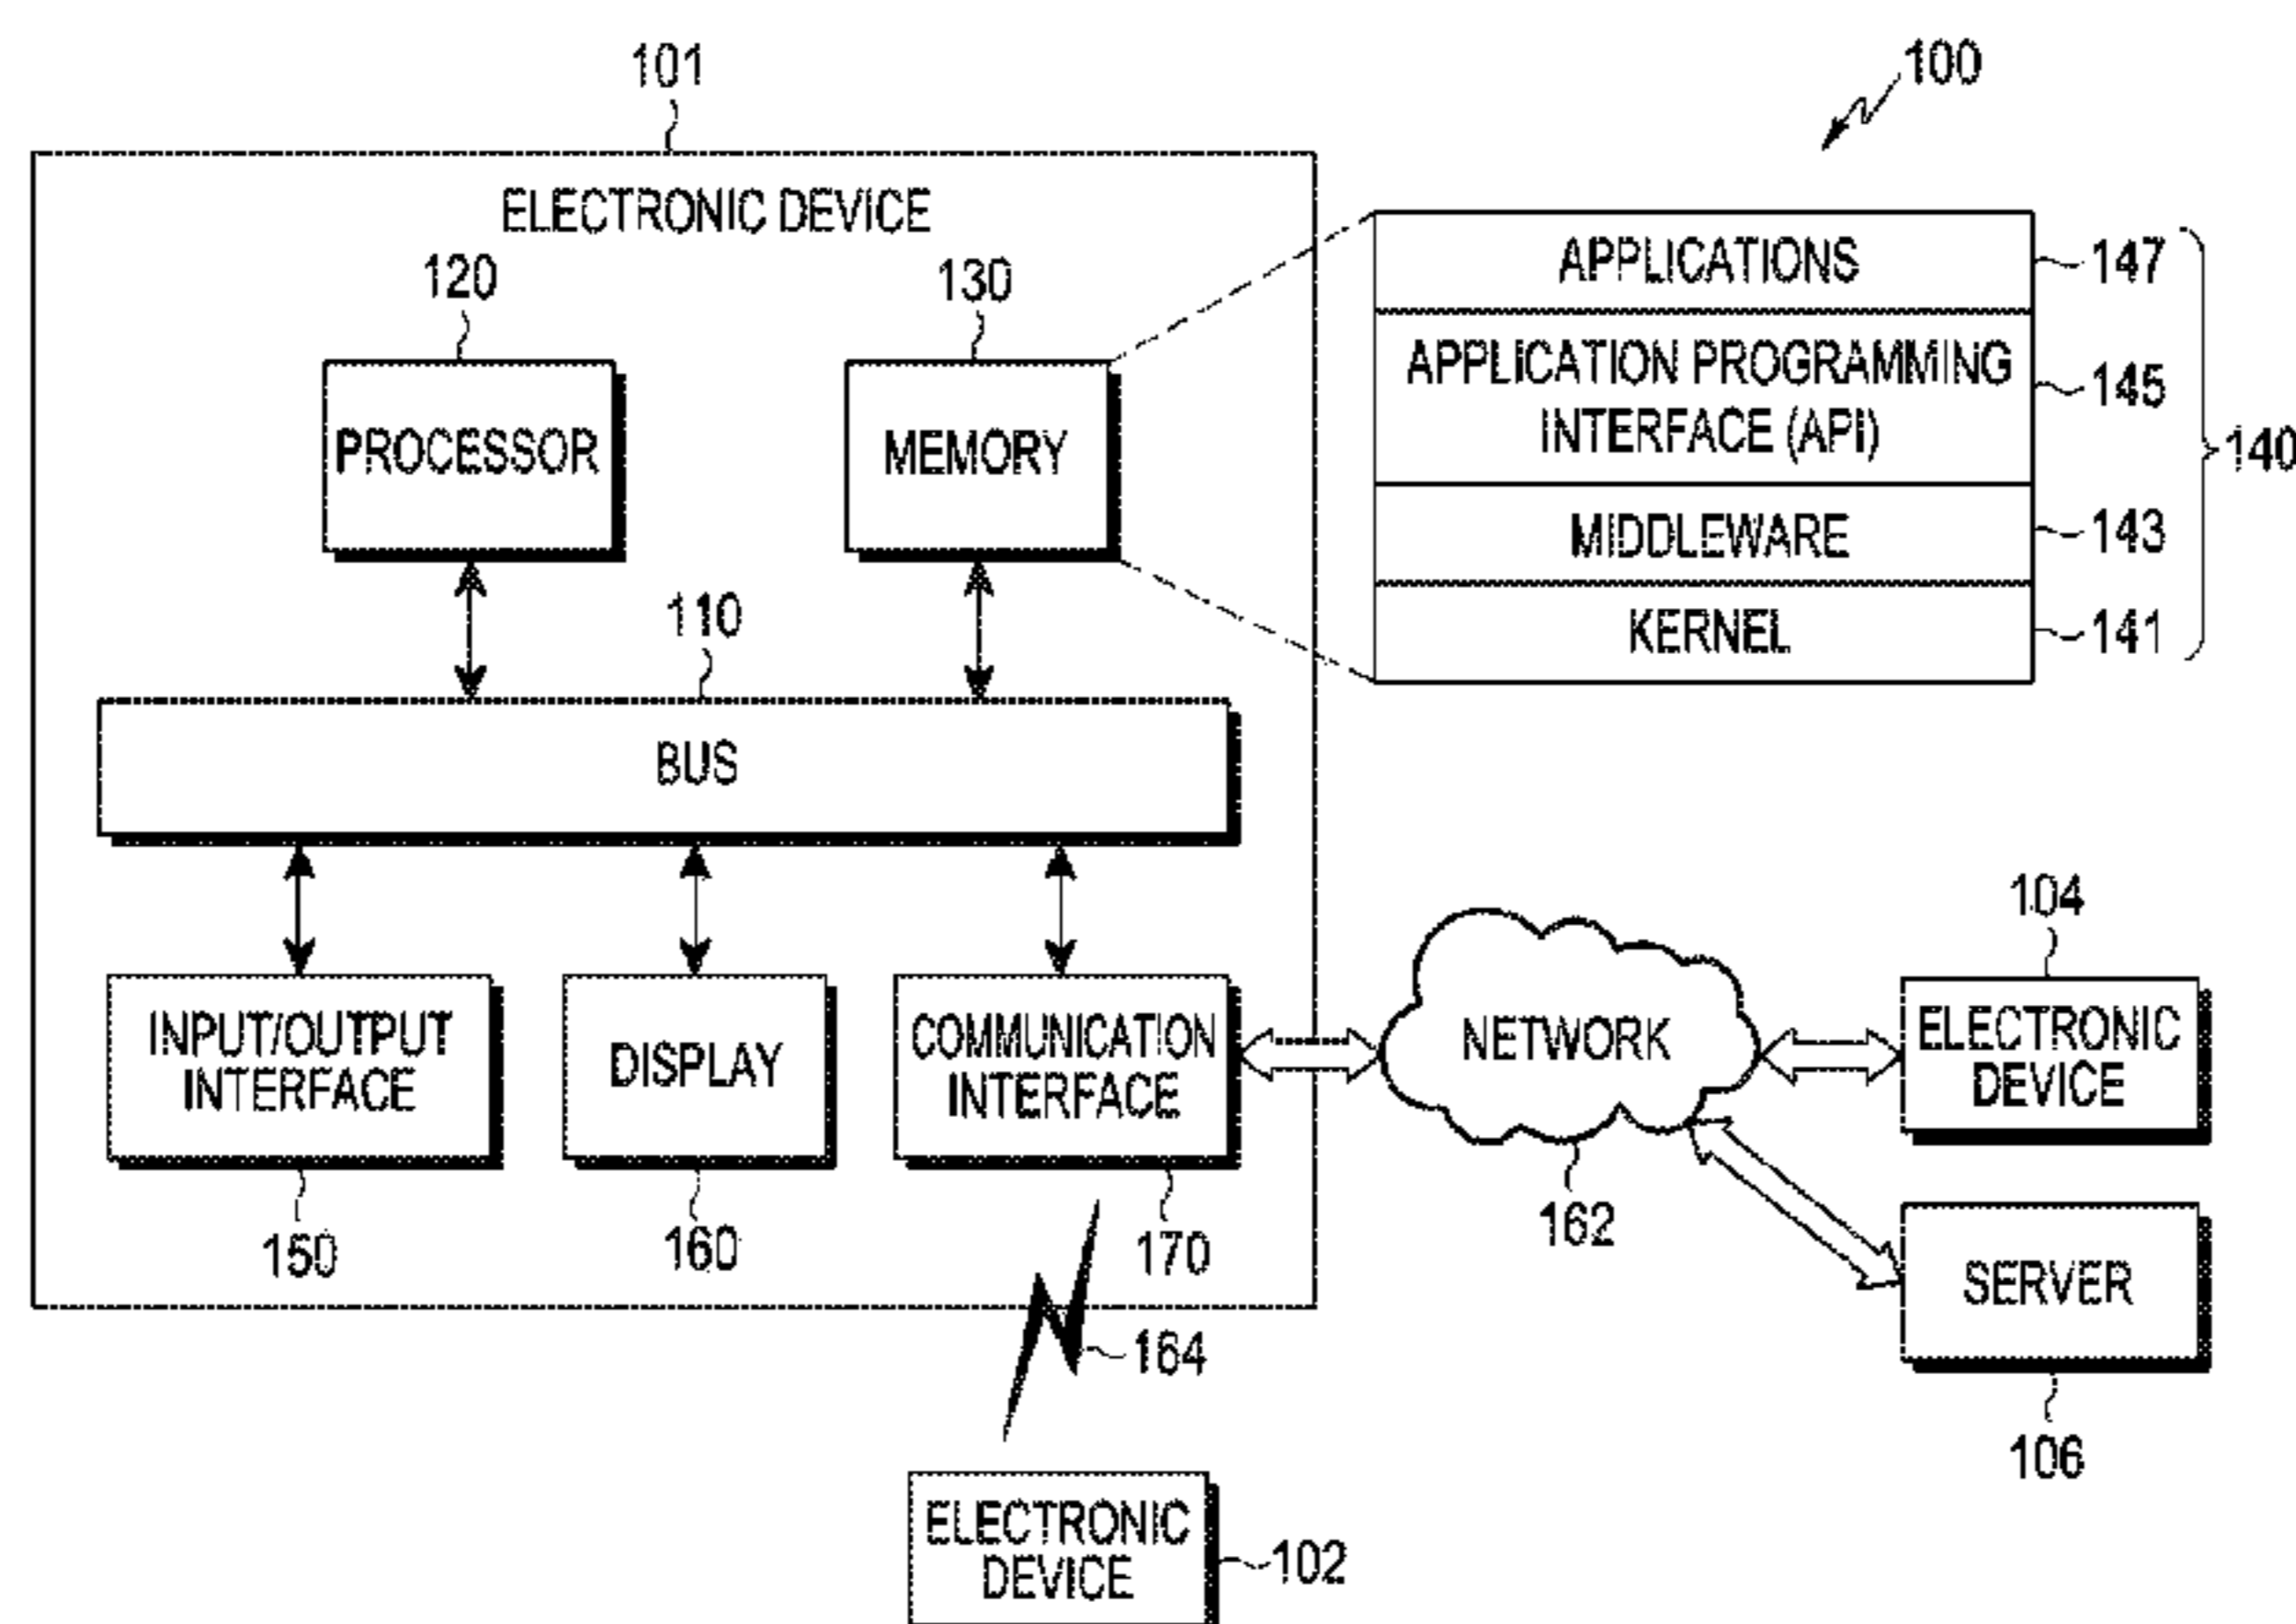 101
100
ELECTRONIC DEVICE
120
130
PROCESSOR
MEMORY
APPLICATIONS
147
APPLICATION PROGRAMMING
INTERFACE (API)
145
140
MIDDLEWARE
143
KERNEL
141
110
BUS
INPUT/OUTPUT
INTERFACE
150
DISPLAY
160
COMMUNICATION
INTERFACE
170
NETWORK
162
104
ELECTRONIC
DEVICE
SERVER
106
164
ELECTRONIC
DEVICE
102